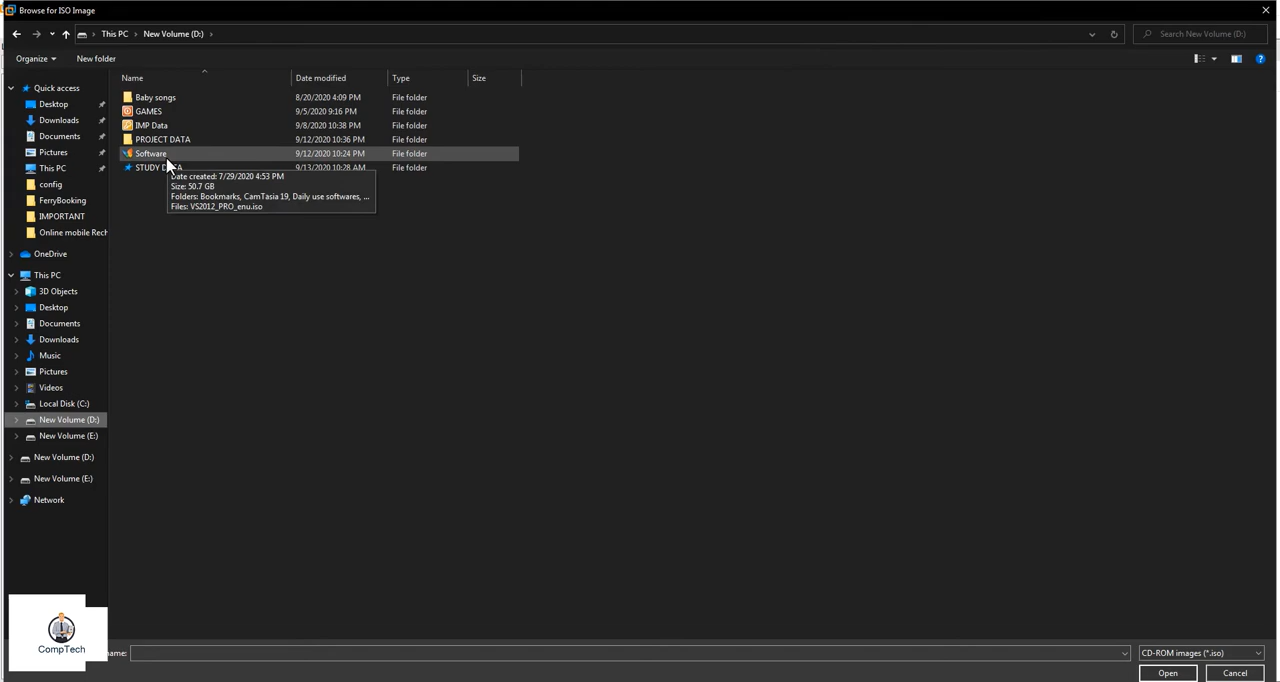 Browse for ISO Image
This PC > New Volume (D:) >
Search New Volume (D:)
Organize
New folder
Name Date modified Type Size
Baby songs 8/20/2020 4:09 PM File folder
GAMES 9/5/2020 9:16 PM File folder
IMP Data 9/8/2020 10:38 PM File folder
PROJECT DATA 9/12/2020 10:36 PM File folder
Software 9/12/2020 10:24 PM File folder
9/13/2020 10:28 AM File folder
Date created: 7/29/2020 4:53 PM
Size: 50.7 GB
Folders: Bookmarks, CamTasia 19, Daily use softwares, ...
Files: VS2012_PRO_enu.iso
Quick access
Desktop
Downloads
Documents
Pictures
This PC
config
FerryBooking
IMPORTANT
Online mobile Rech
OneDrive
This PC
3D Objects
Desktop
Documents
Downloads
Music
Pictures
Videos
Local Disk (C:)
New Volume (D:)
New Volume (E:)
New Volume (D:)
New Volume (E:)
Network
CompTech
name:
CD-ROM images (*.iso)
Open
Cancel